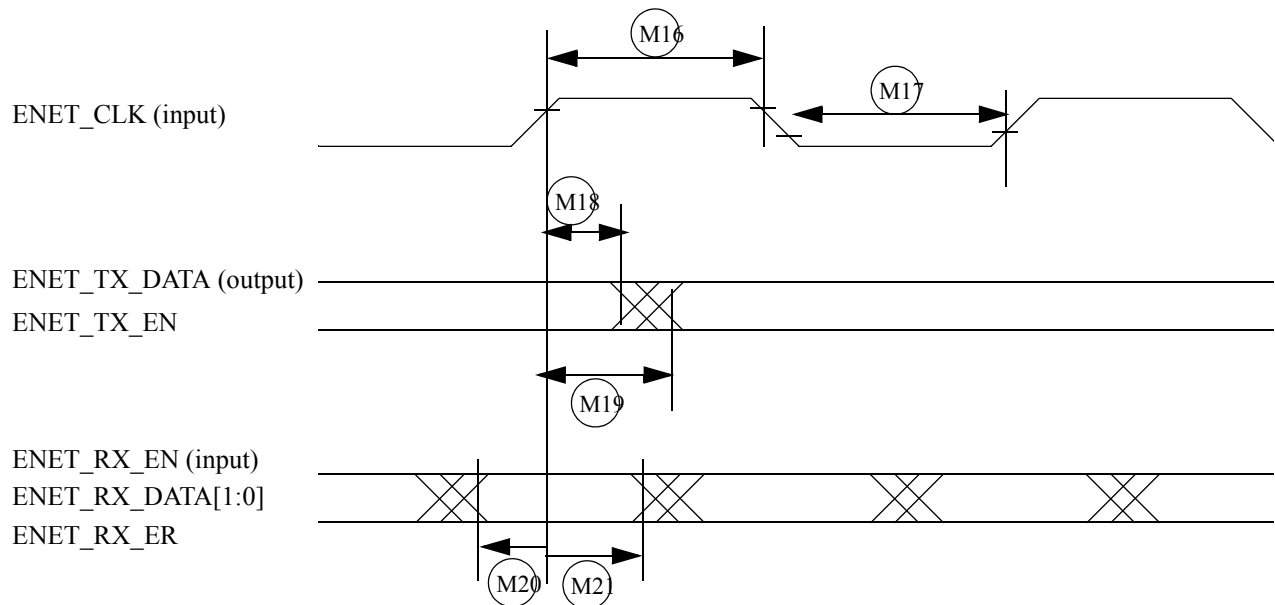 M16
ENET_CLK (input)
M17
M18
ENET_TX_DATA (output)
ENET_TX_EN
M19
ENET_RX_EN (input)
ENET_RX_DATA[1:0]
ENET_RX_ER
M20
M21